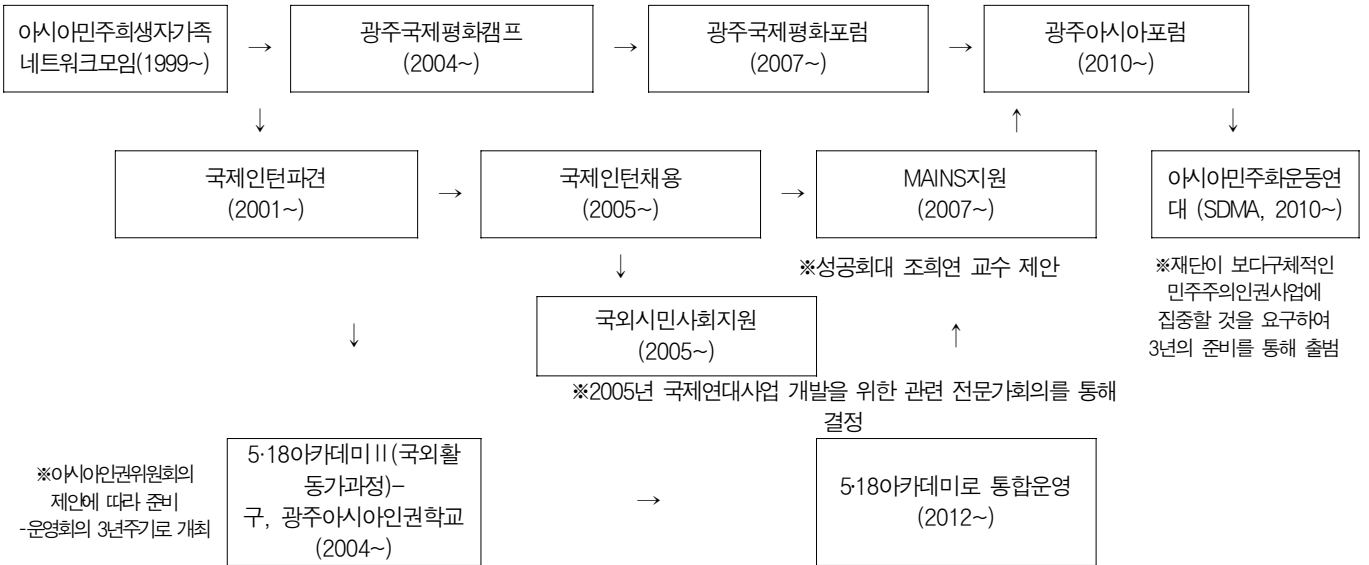 아시아민주희생자가족
네트워크모임(1999~)
→
광주국제평화캠프
(2004~)
→
광주국제평화포럼
(2007~)
→
광주아시아포럼
(2010~)
↓
↑
↓
국제인턴파견
(2001~)
→
국제인턴채용
(2005~)
→
MAINS지원
(2007~)
아시아민주화운동연
대 (SDMA, 2010~)
↓
※성공회대 조희연 교수 제안
※재단이 보다구체적인
민주주의인권사업에
집중할 것을 요구하여
3년의 준비를 통해 출범
↓
국외시민사회지원
(2005~)
↑
※2005년 국제연대사업 개발을 위한 관련 전문가회의를 통해
결정
※아시아인권위원회의
제안에 따라 준비
-운영회의 3년주기로 개최
5·18아카데미Ⅱ(국외활
동가과정)-
구, 광주아시아인권학교
(2004~)
→
5·18아카데미로 통합운영
(2012~)